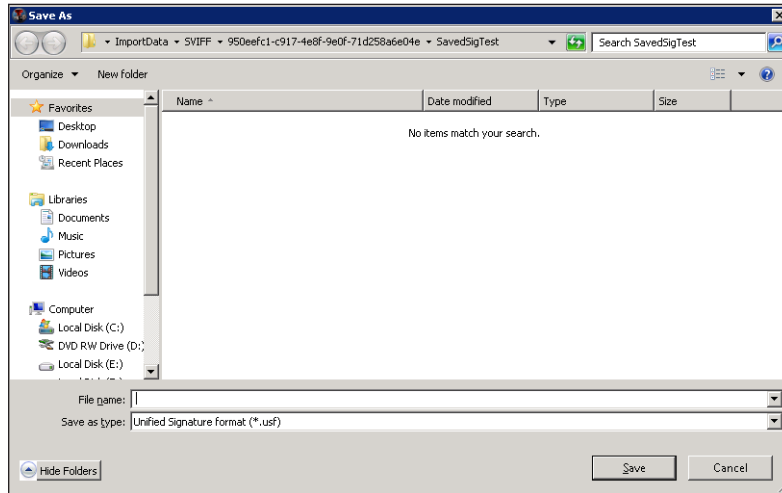 Save As
ImportData SVIFF 950eefc1-c917-4e8f-9e0f-71d258a6e04e SavedSigTest Search SavedSigTest
Organize New folder
Favorites
Desktop
Downloads
Recent Places
Libraries
Documents
Music
Pictures
Videos
Computer
Local Disk (C:)
DVD RW Drive (D:)
Local Disk (E:)
Name Date modified Type Size
No items match your search.
File name:
Save as type: Unified Signature format (*.usf)
Hide Folders Save Cancel